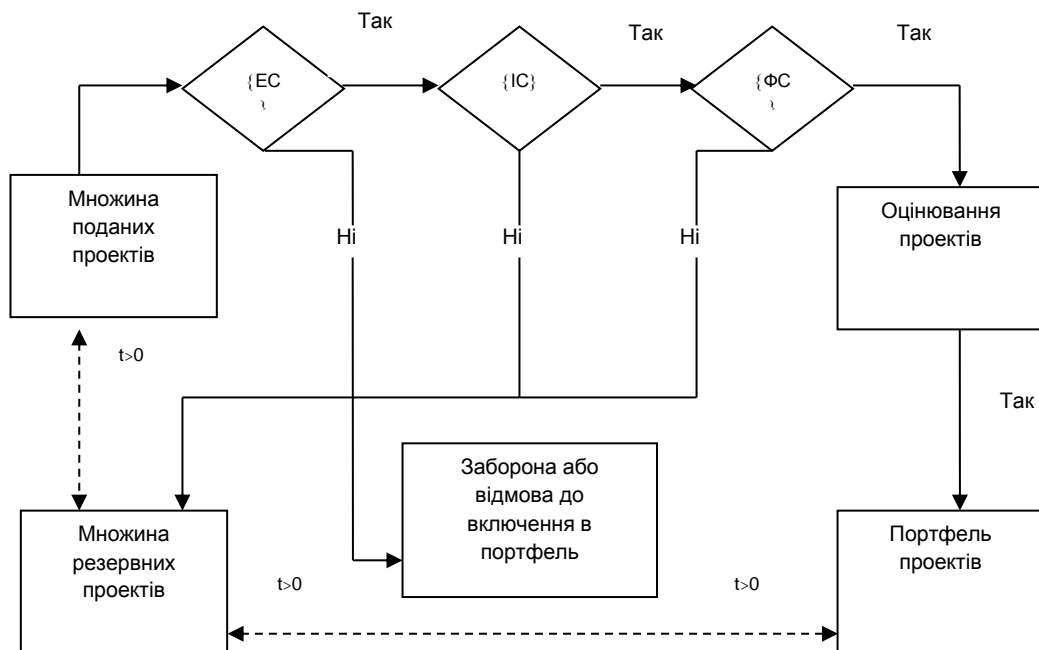 Так
Так
Так
{ЕС
}
{ІС}
{ФС
}
Множина
поданих
проектів
Ні
Ні
Ні
Оцінювання
проектів
t>0
Так
Заборона або
відмова до
включення в
портфель
Множина
резервних
проектів
Портфель
проектів
t>0
t>0